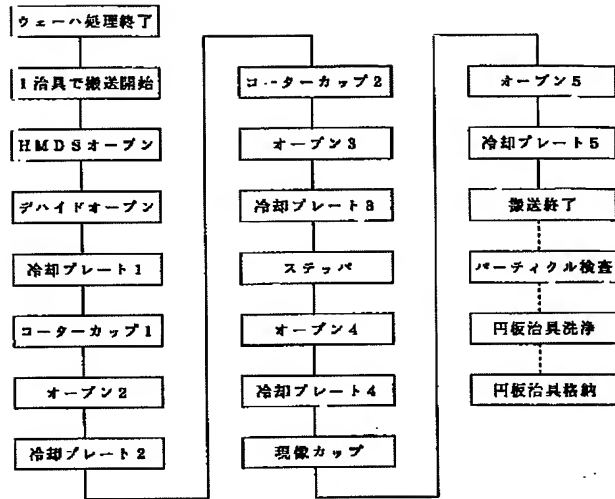 ウェーハ処理終了
1治具で搬送開始
HMDSオーブン
デハイドオーブン
冷却プレート1
コーターカップ1
オーブン2
冷却プレート2
コーターカップ2
オーブン3
冷却プレート3
ステッパ
オーブン4
冷却プレート4
現像カップ
オーブン5
冷却プレート5
搬送終了
パーティクル検査
円板治具洗浄
円板治具格納